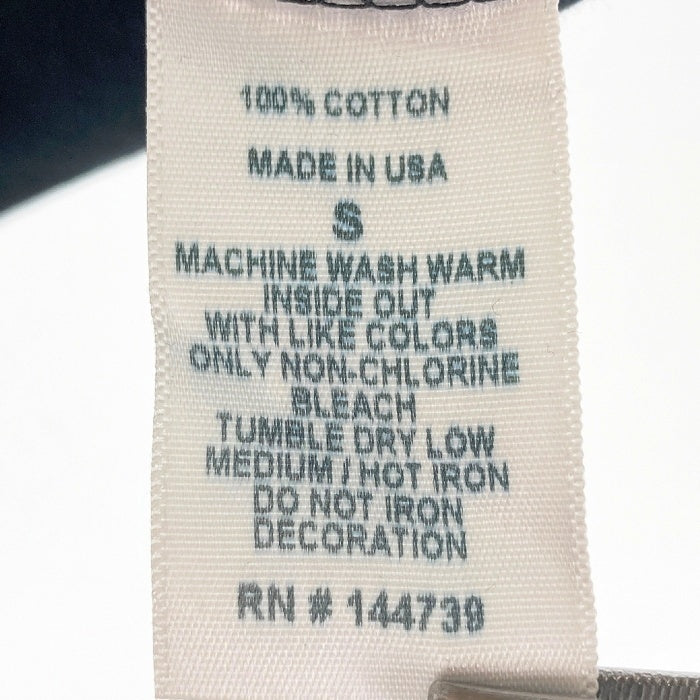 100% COTTON
MADE IN USA
S
MACHINE WASH WARM
INSIDE OUT
WITH LIKE COLORS
ONLY NON-CHLORINE
BLEACH
TUMBLE DRY LOW
MEDIUM / HOT IRON
DO NOT IRON
DECORATION
RN # 144739